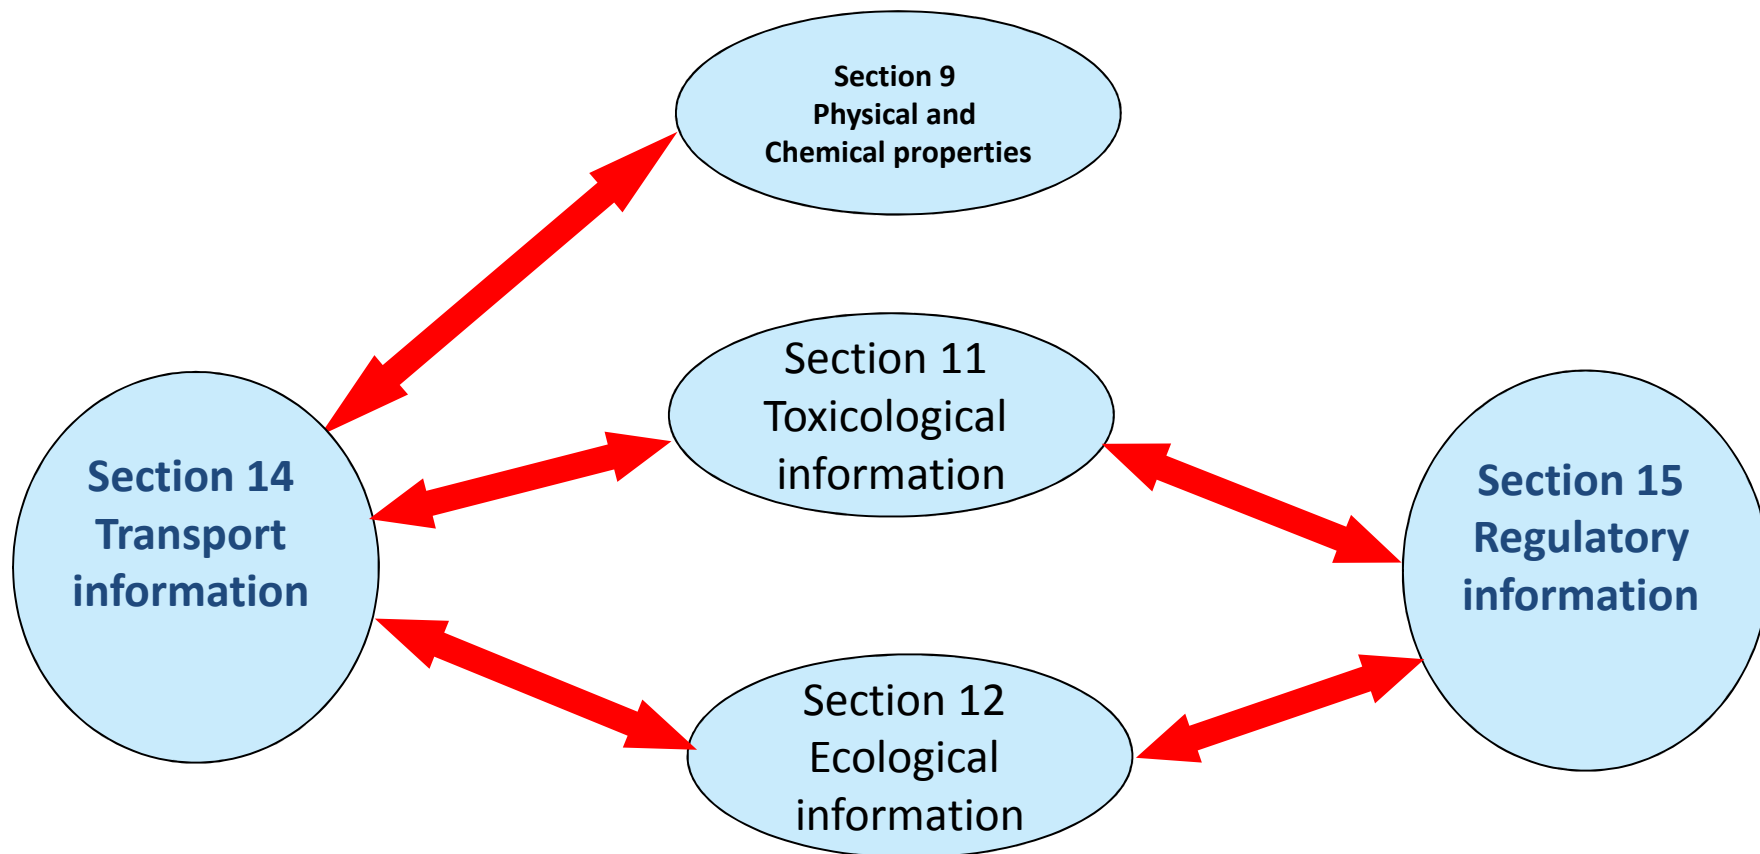 Section 9
Physical and
Chemical properties
Section 11
Toxicological
information
Section 14
Transport
information
Section 15
Regulatory
information
Section 12
Ecological
information